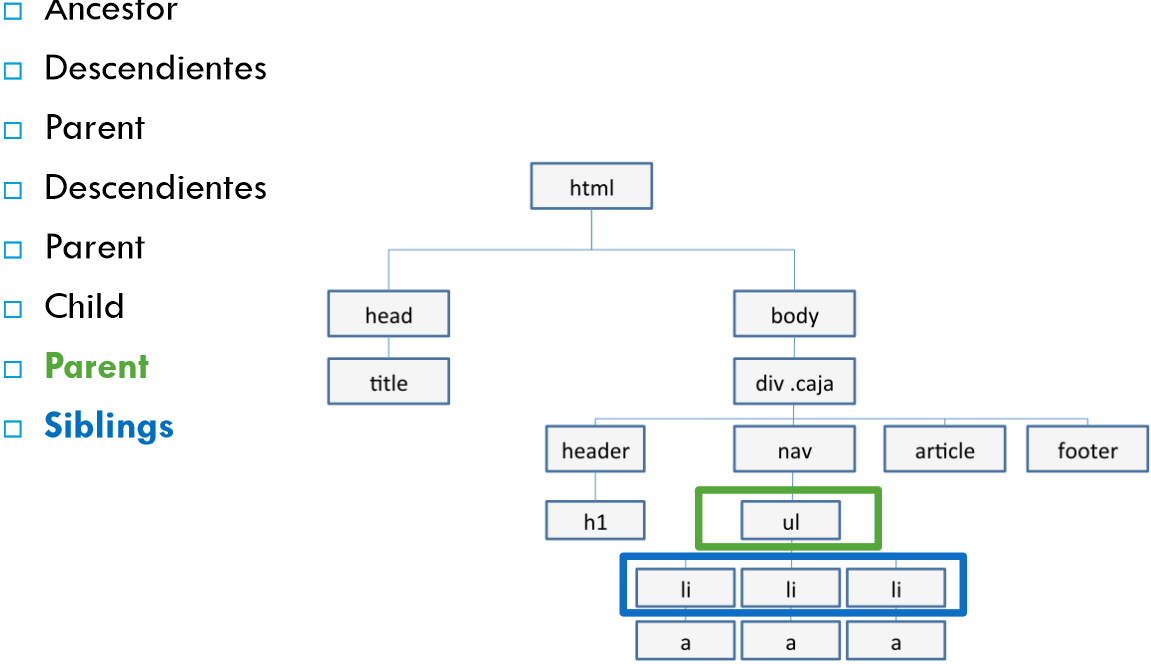 Ancestor
Descendientes
Parent
Descendientes
Parent
Child
Parent
Siblings
html
head
body
title
div .caja
header
nav
article
footer
h1
ul
li
li
li
a
a
a